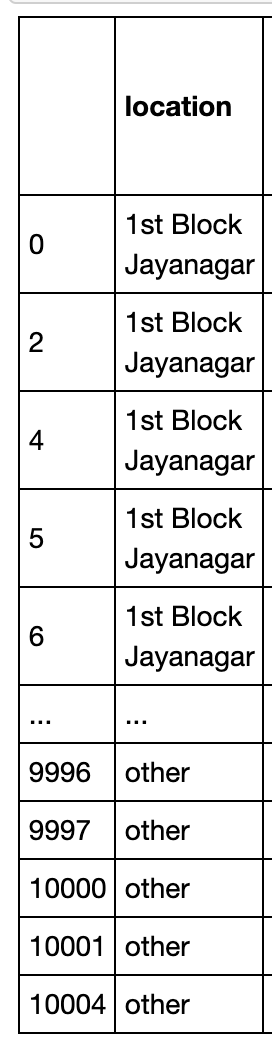 location
0 1st Block
Jayanagar
2 1st Block
Jayanagar
4 1st Block
Jayanagar
5 1st Block
Jayanagar
6 1st Block
Jayanagar
... ...
9996 other
9997 other
10000 other
10001 other
10004 other